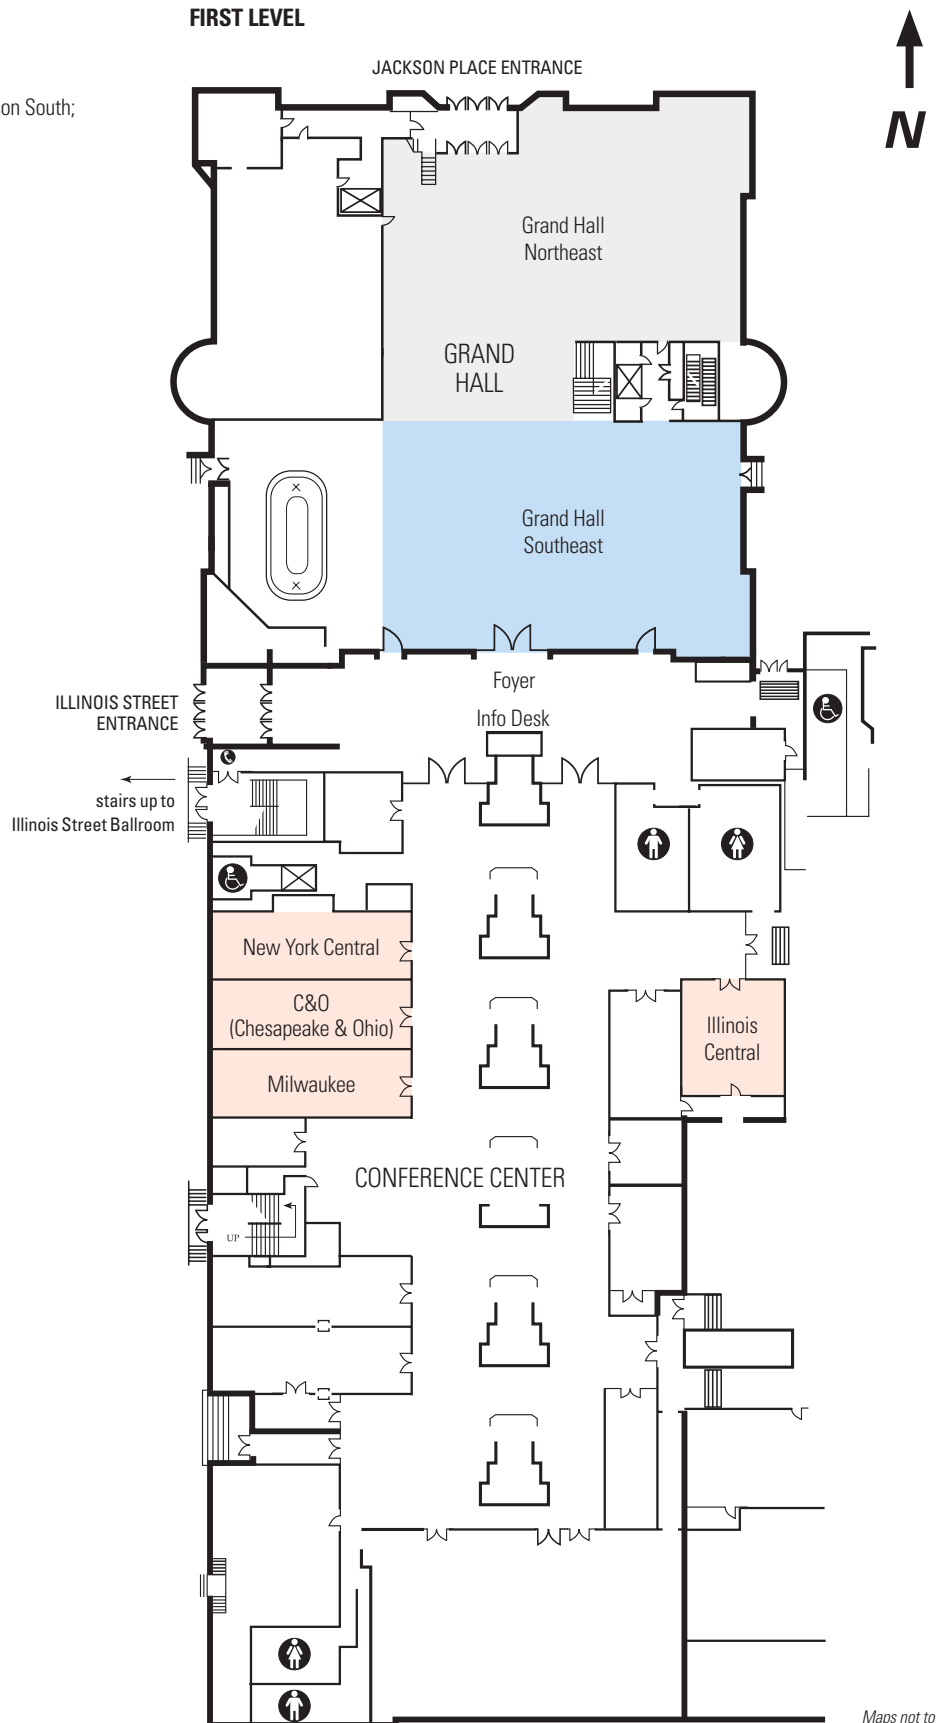 FIRST LEVEL
N
on South;
JACKSON PLACE ENTRANCE
Grand Hall
Northeast
GRAND
HALL
Grand Hall
Southeast
Foyer
ILLINOIS STREET
ENTRANCE
Info Desk
stairs up to
Illinois Street Ballroom
New York Central
C&O
(Chesapeake & Ohio)
Illinois
Central
Milwaukee
CONFERENCE CENTER
UP
Maps not to